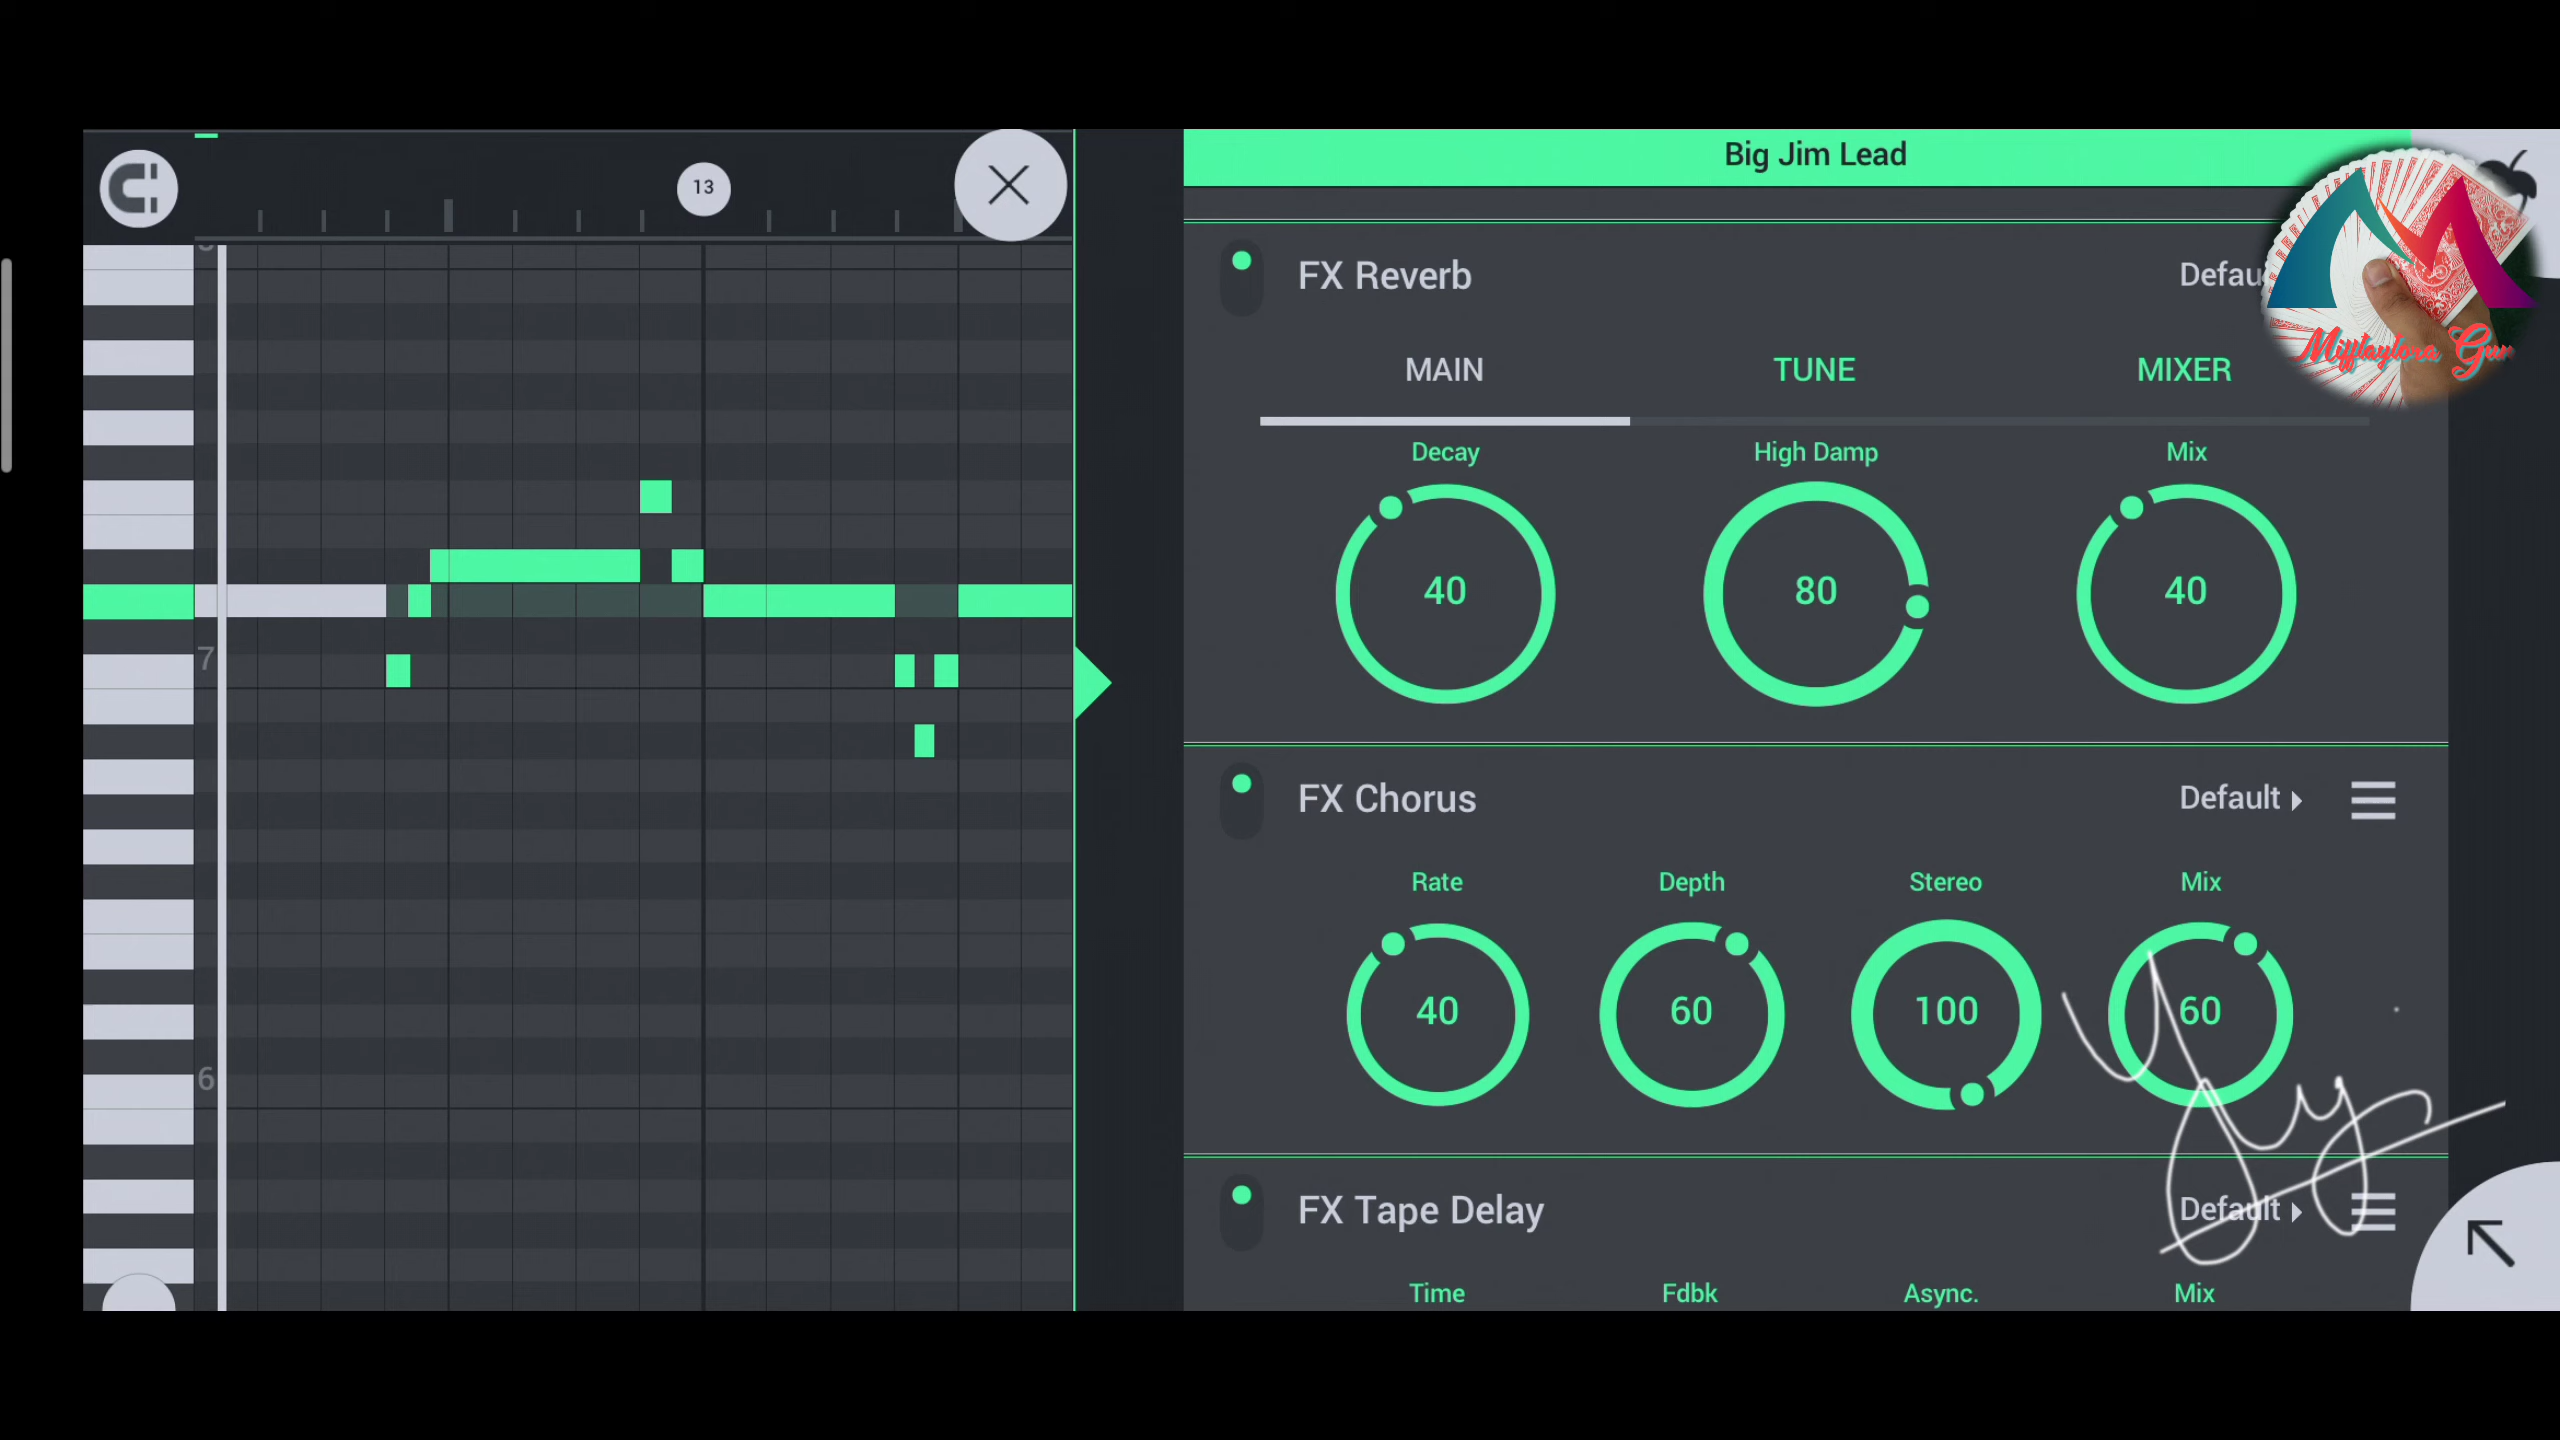 13
Big Jim Lead
FX Reverb
MAIN TUNE MIXER
Decay High Damp Mix
40 80 40
7
FX Chorus Default
Rate Depth Stereo Mix
40 60 100 60
6
FX Tape Delay Default
Time Fdbk Async. Mix